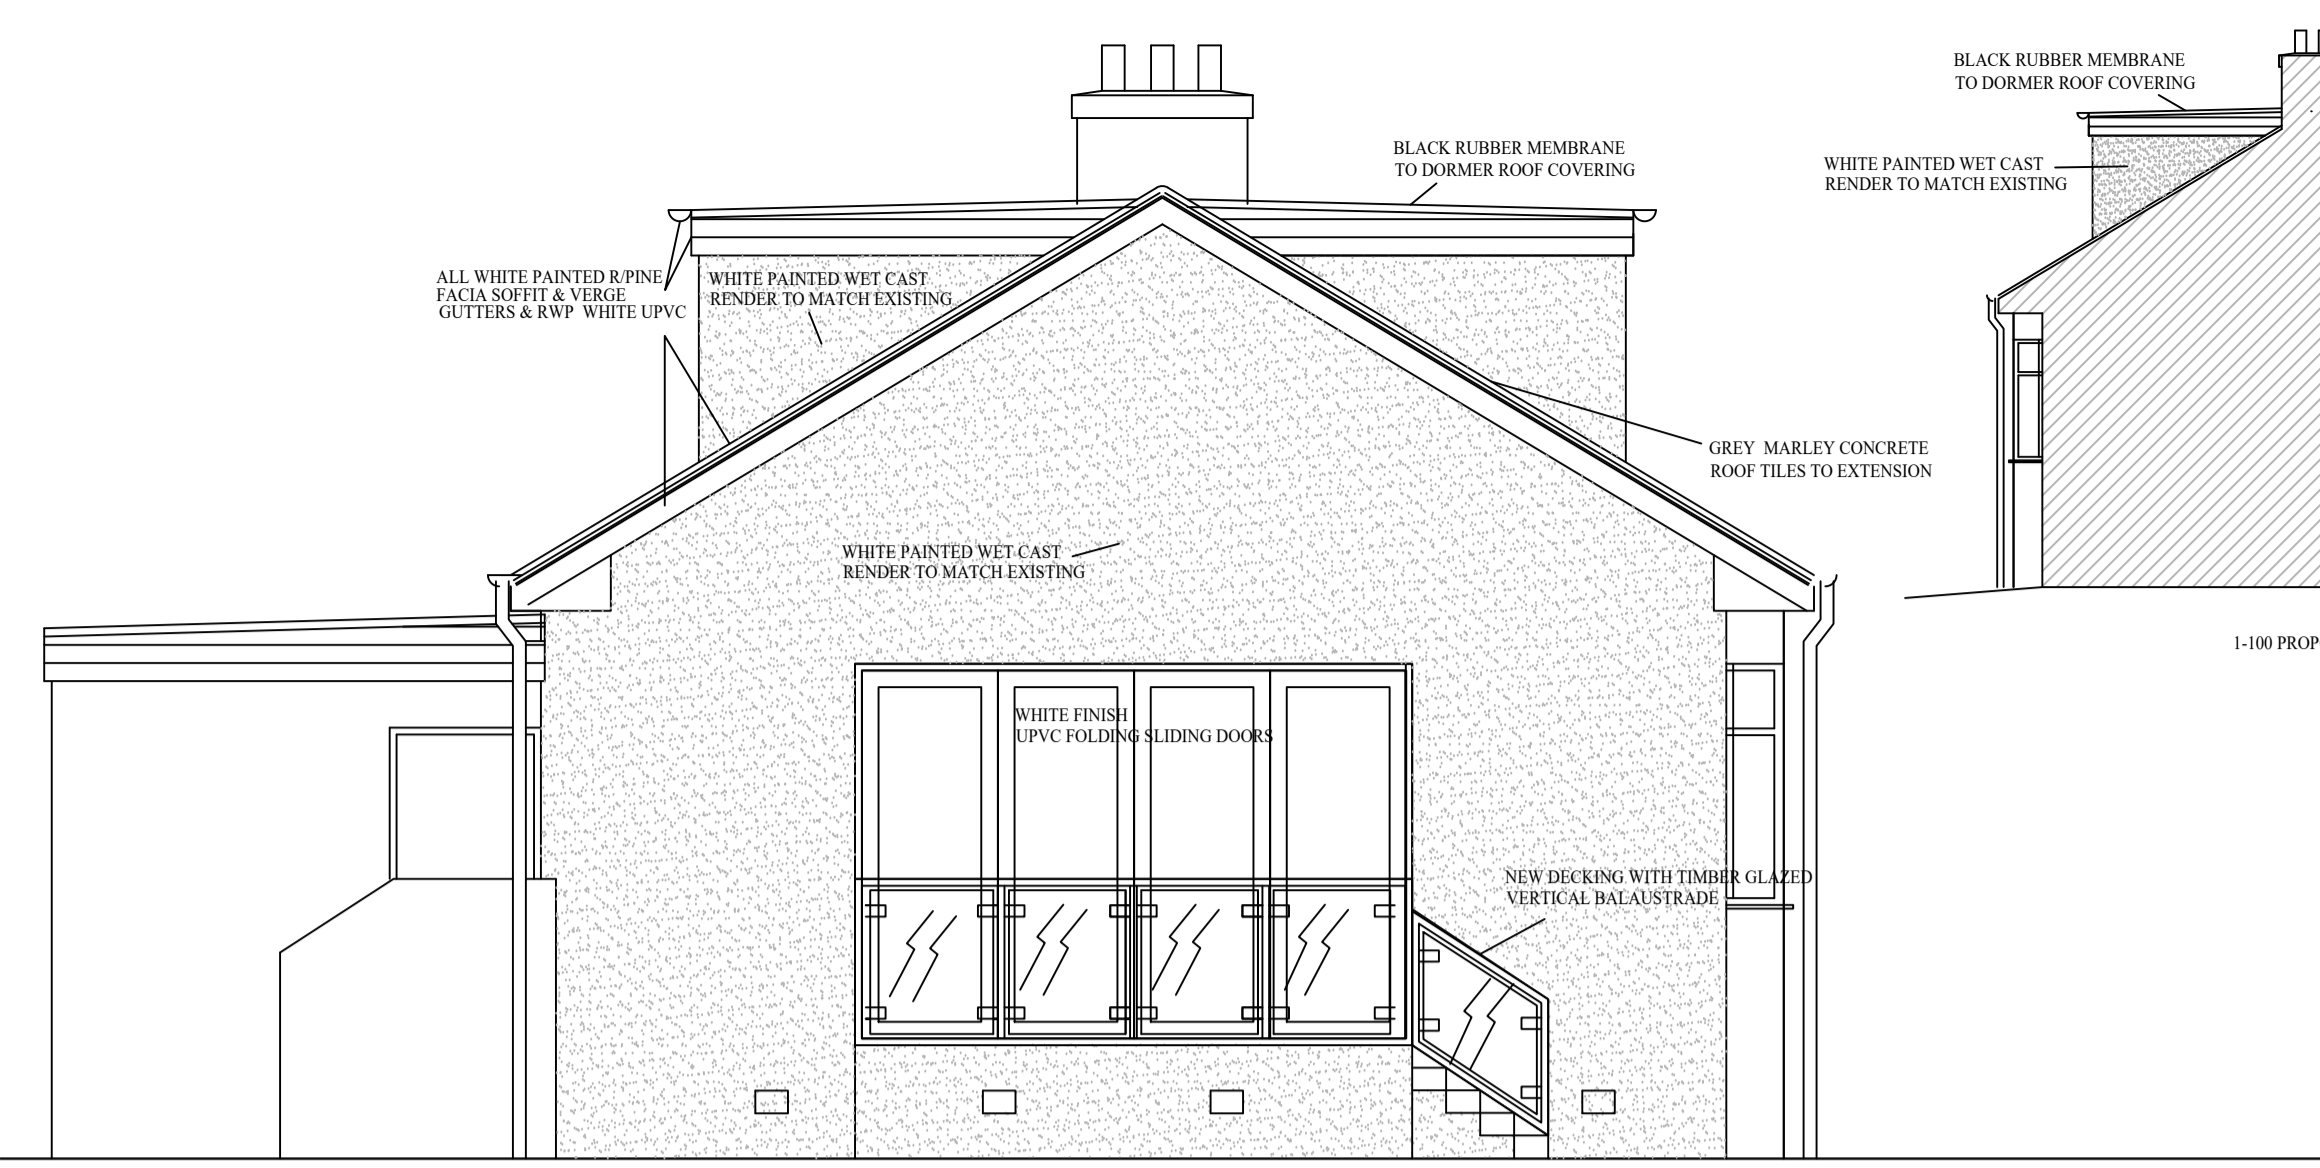 BLACK RUBBER MEMBRANE
TO DORMER ROOF COVERING
BLACK RUBBER MEMBRANE
TO DORMER ROOF COVERING
WHITE PAINTED WET CAST
RENDER TO MATCH EXISTING
ALL WHITE PAINTED R/PINE
FACIA SOFFIT & VERGE
GUTTERS & RWP WHITE UPVC
WHITE PAINTED WET CAST
RENDER TO MATCH EXISTING
GREY MARLEY CONCRETE
ROOF TILES TO EXTENSION
WHITE PAINTED WET CAST
RENDER TO MATCH EXISTING
1-100 PROP
WHITE FINISH
UPVC FOLDING SLIDING DOORS
NEW DECKING WITH TIMBER GLAZED
VERTICAL BALAUSTRADE